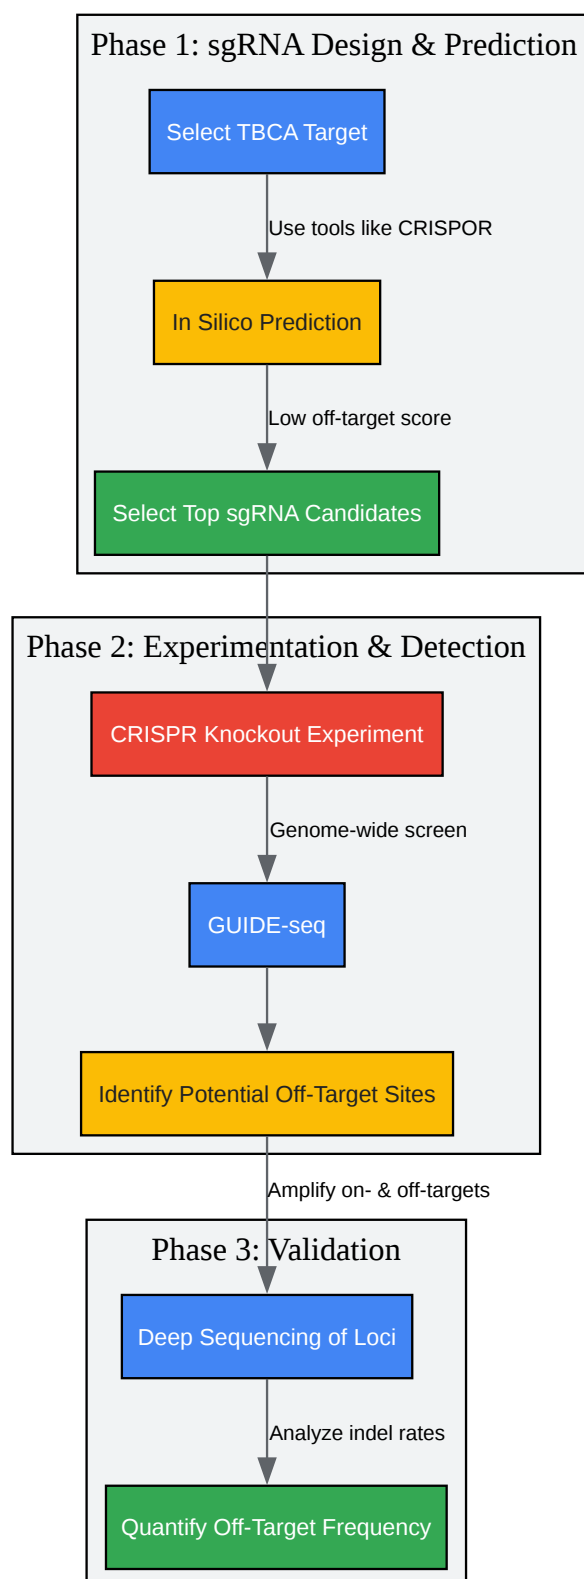 Phase 1: sgRNA Design & Prediction
Select TBCA Target
Use tools like CRISPOR
In Silico Prediction
Low off-target score
Select Top sgRNA Candidates
Phase 2: Experimentation & Detection
CRISPR Knockout Experiment
Genome-wide screen
GUIDE-seq
Identify Potential Off-Target Sites
Amplify on- & off-targets
Phase 3: Validation
Deep Sequencing of Loci
Analyze indel rates
Quantify Off-Target Frequency